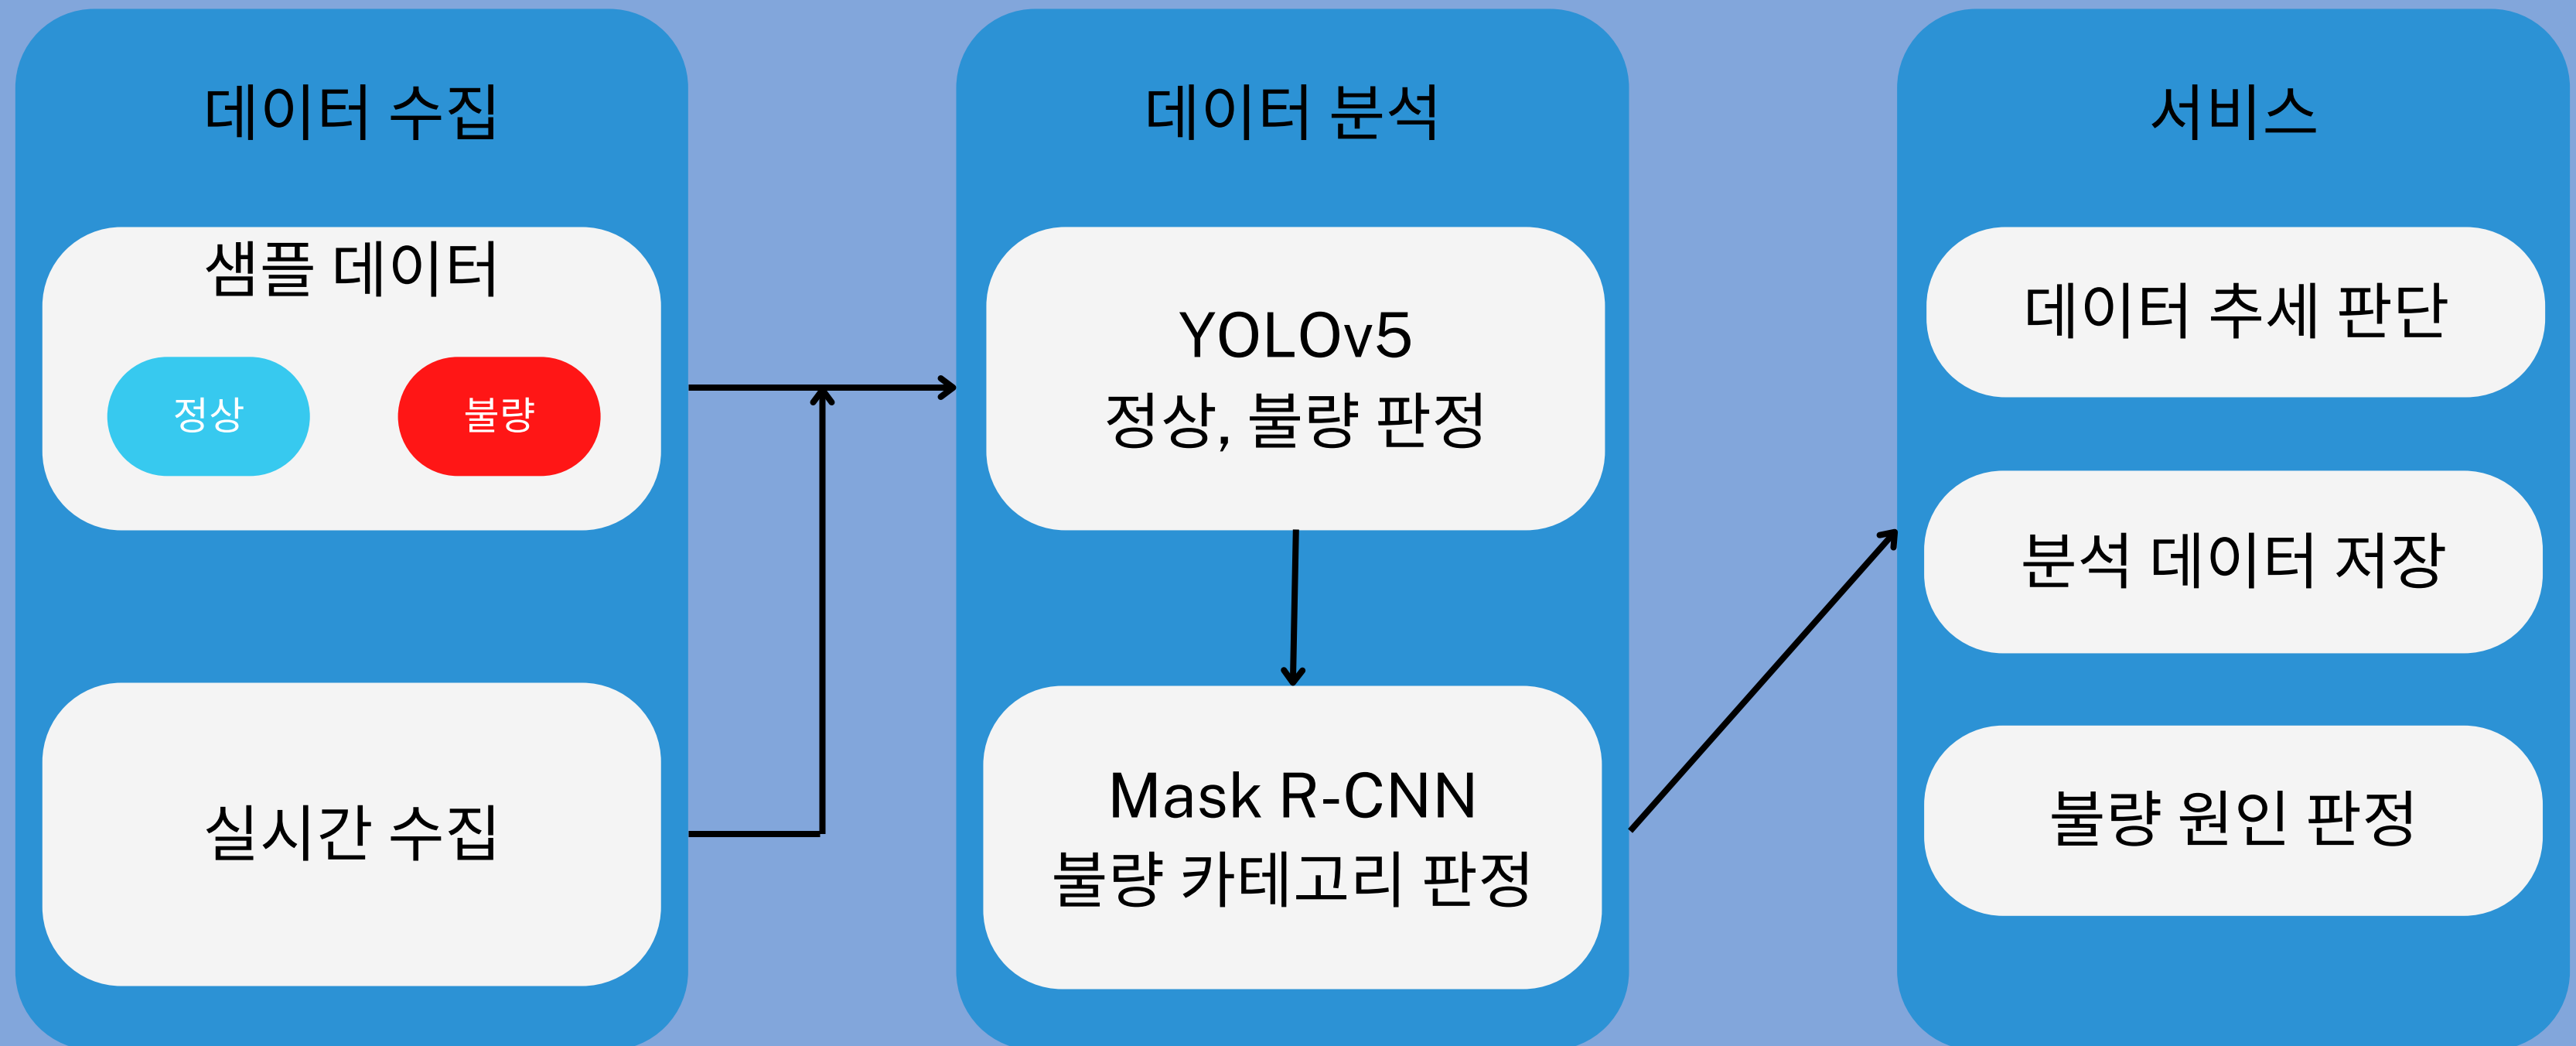 데이터 수집
샘플 데이터
정상
불량
실시간 수집
데이터 분석
YOLOv5
정상, 불량 판정
Mask R-CNN
불량 카테고리 판정
서비스
데이터 추세 판단
분석 데이터 저장
불량 원인 판정